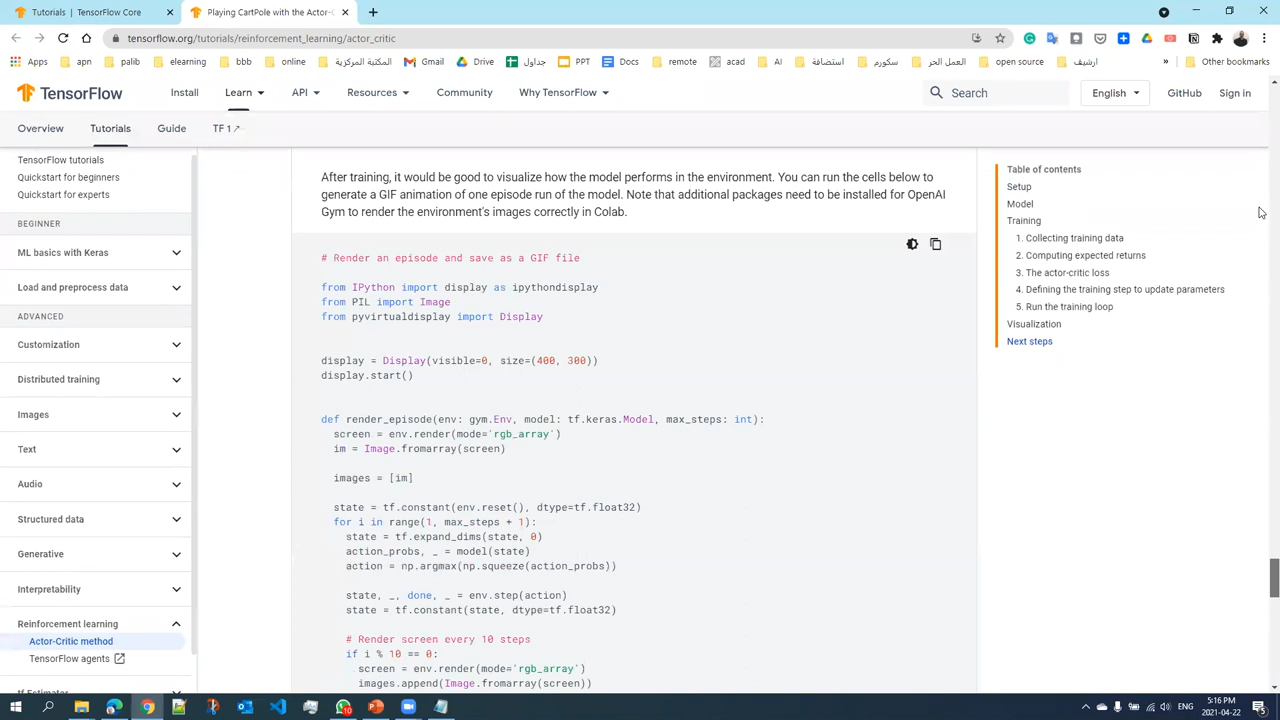 Tutorials | TensorFlow Core
Playing CartPole with the Actor-C
tensorflow.org/tutorials/reinforcement_learning/actor_critic
Apps
apn
palib
elearning
bbb
online
المكتبة المركزية
Gmail
Drive
جداول
PPT
Docs
remote
acad
AI
استضافة
سكورم
العمل الحر
open source
ارشيف
»
Other bookmarks
TensorFlow
Install
Learn
API
Resources
Community
Why TensorFlow
Search
English
GitHub
Sign in
Overview
Tutorials
Guide
TF 1 ↗
TensorFlow tutorials
Quickstart for beginners
Quickstart for experts
BEGINNER
ML basics with Keras
Load and preprocess data
ADVANCED
Customization
Distributed training
Images
Text
Audio
Structured data
Generative
Interpretability
Reinforcement learning
Actor-Critic method
TensorFlow agents
tf.Estimator
After training, it would be good to visualize how the model performs in the environment. You can run the cells below to
generate a GIF animation of one episode run of the model. Note that additional packages need to be installed for OpenAI
Gym to render the environment's images correctly in Colab.
# Render an episode and save as a GIF file
from IPython import display as ipythondisplay
from PIL import Image
from pyvirtualdisplay import Display
display = Display(visible=0, size=(400, 300))
display.start()
def render_episode(env: gym.Env, model: tf.keras.Model, max_steps: int):
screen = env.render(mode='rgb_array')
im = Image.fromarray(screen)
images = [im]
state = tf.constant(env.reset(), dtype=tf.float32)
for i in range(1, max_steps + 1):
state = tf.expand_dims(state, 0)
action_probs, _ = model(state)
action = np.argmax(np.squeeze(action_probs))
state, _, done, _ = env.step(action)
state = tf.constant(state, dtype=tf.float32)
# Render screen every 10 steps
if i % 10 == 0:
screen = env.render(mode='rgb_array')
images.append(Image.fromarray(screen))
Table of contents
Setup
Model
Training
1. Collecting training data
2. Computing expected returns
3. The actor-critic loss
4. Defining the training step to update parameters
5. Run the training loop
Visualization
Next steps
10
ENG
5:16 PM
2021-04-22
5